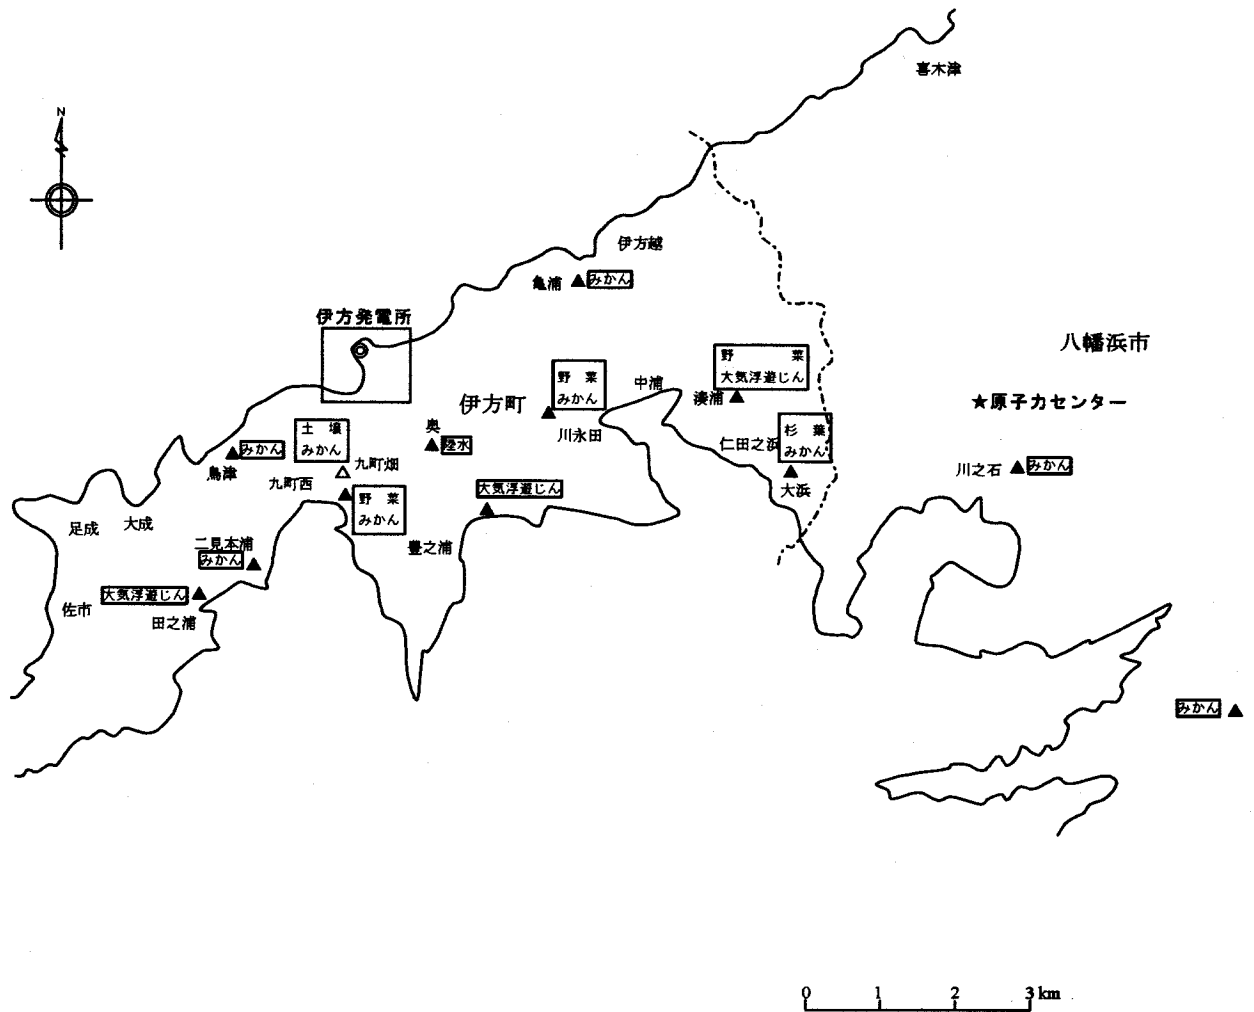 喜木津
N
伊方越
亀浦
みかん
伊方発電所
八幡浜市
野菜
大気浮遊じん
湊浦
野菜
みかん
中浦
伊方町
川永田
★原子力センター
土壌
みかん
奥
陸水
杉葉
みかん
仁田之浜
大浜
鳥津
みかん
九町畑
九町西
川之石
みかん
大気浮遊じん
野菜
みかん
足成
大成
二見本浦
みかん
豊之浦
大気浮遊じん
佐市
田之浦
みかん
0 1 2 3 km